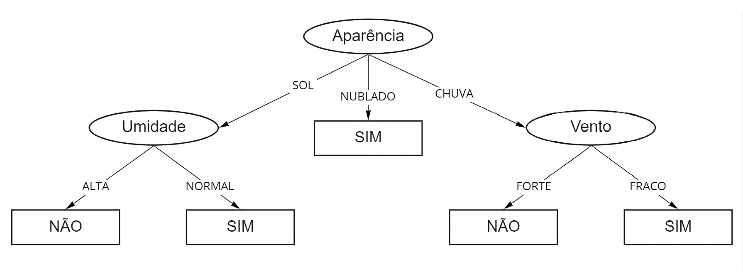 Aparência
SOL
NUBLADO
CHUVA
Umidade
SIM
Vento
ALTA
NORMAL
FORTE
FRACO
NÃO
SIM
NÃO
SIM